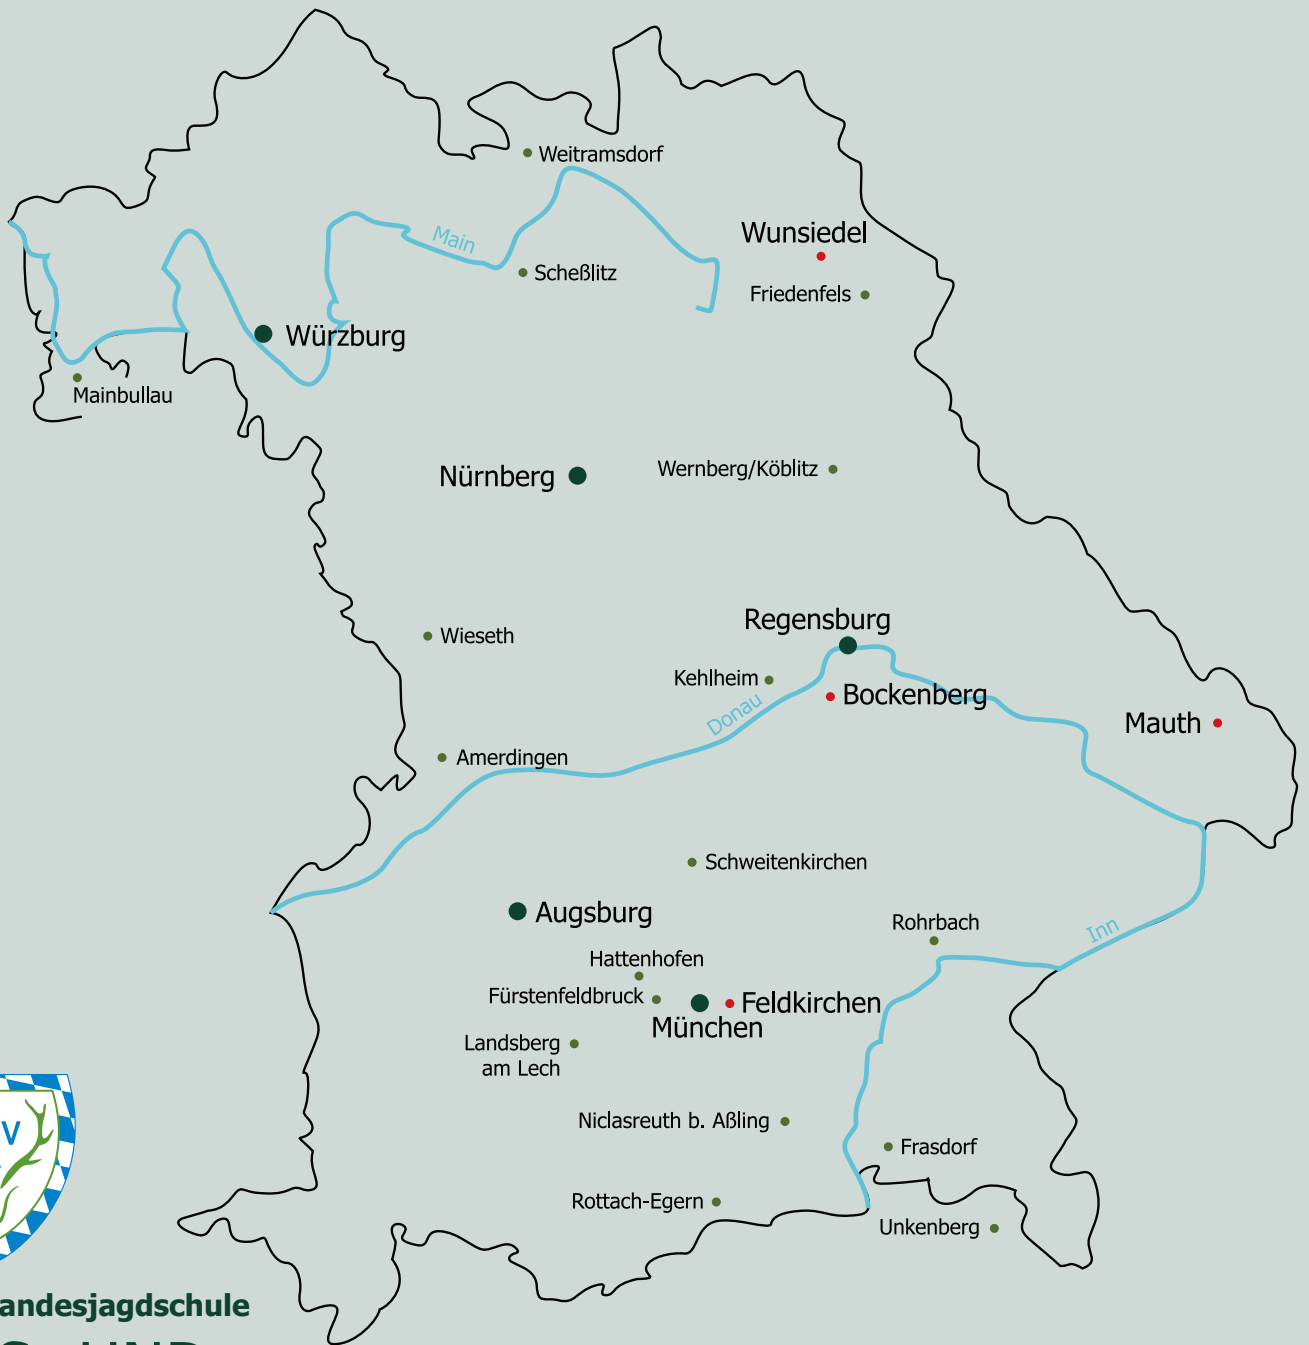 Weitramsdorf
Main
Wunsiedel
Scheßlitz
Friedenfels
Würzburg
Mainbullau
Nürnberg
Wernberg/Köblitz
Regensburg
Wieseth
Kehlheim
Bockenberg
Donau
Mauth
Amerdingen
Schweitenkirchen
Augsburg
Rohrbach
Inn
Hattenhofen
Fürstenfeldbruck
Feldkirchen
München
Landsberg
am Lech
V
Niclasreuth b. Aßling
Frasdorf
Rottach-Egern
Unkenberg
andesjagdschule